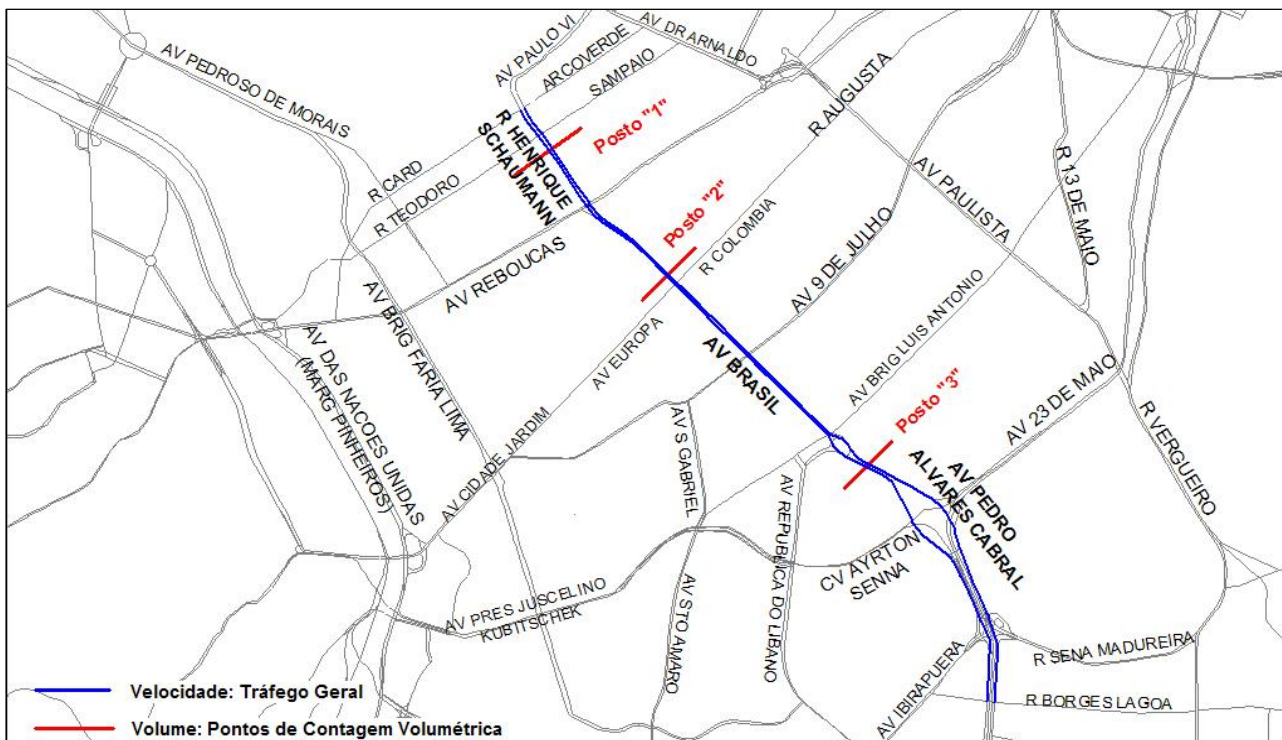 AV PEDROSO DE MORAIS
AV PAULO VI
ARCOVERDE
SAMPAIO
AV DR ARNALDO
R AUGUSTA
R HENRIQUE
SCHAUMANN
Posto "1"
R CARD
R TEODORO
AV REBOUCAS
Posto "2"
R COLOMBIA
AV PAULISTA
R 13 DE MAIO
AV 9 DE JULHO
AV BRIG FARIA LIMA
AV EUROPA
AV BRASIL
AV BRIG LUIS ANTONIO
AV DAS NACOES UNIDAS
(MARG PINHEIROS)
AV CIDADE JARDIM
AV S GABRIEL
Posto "3"
AV 23 DE MAIO
R VERGUEIRO
AV PEDRO
ALVARES CABRAL
AV REPUBLICA DO LIBANO
CV AYRTON
SENNA
AV PRES JUSCELINO
KUBITSCHEK
AV STO AMARO
AV IBIRAPUERA
R SENA MADUREIRA
R BORGES LAGOA
Velocidade: Tráfego Geral
Volume: Pontos de Contagem Volumétrica